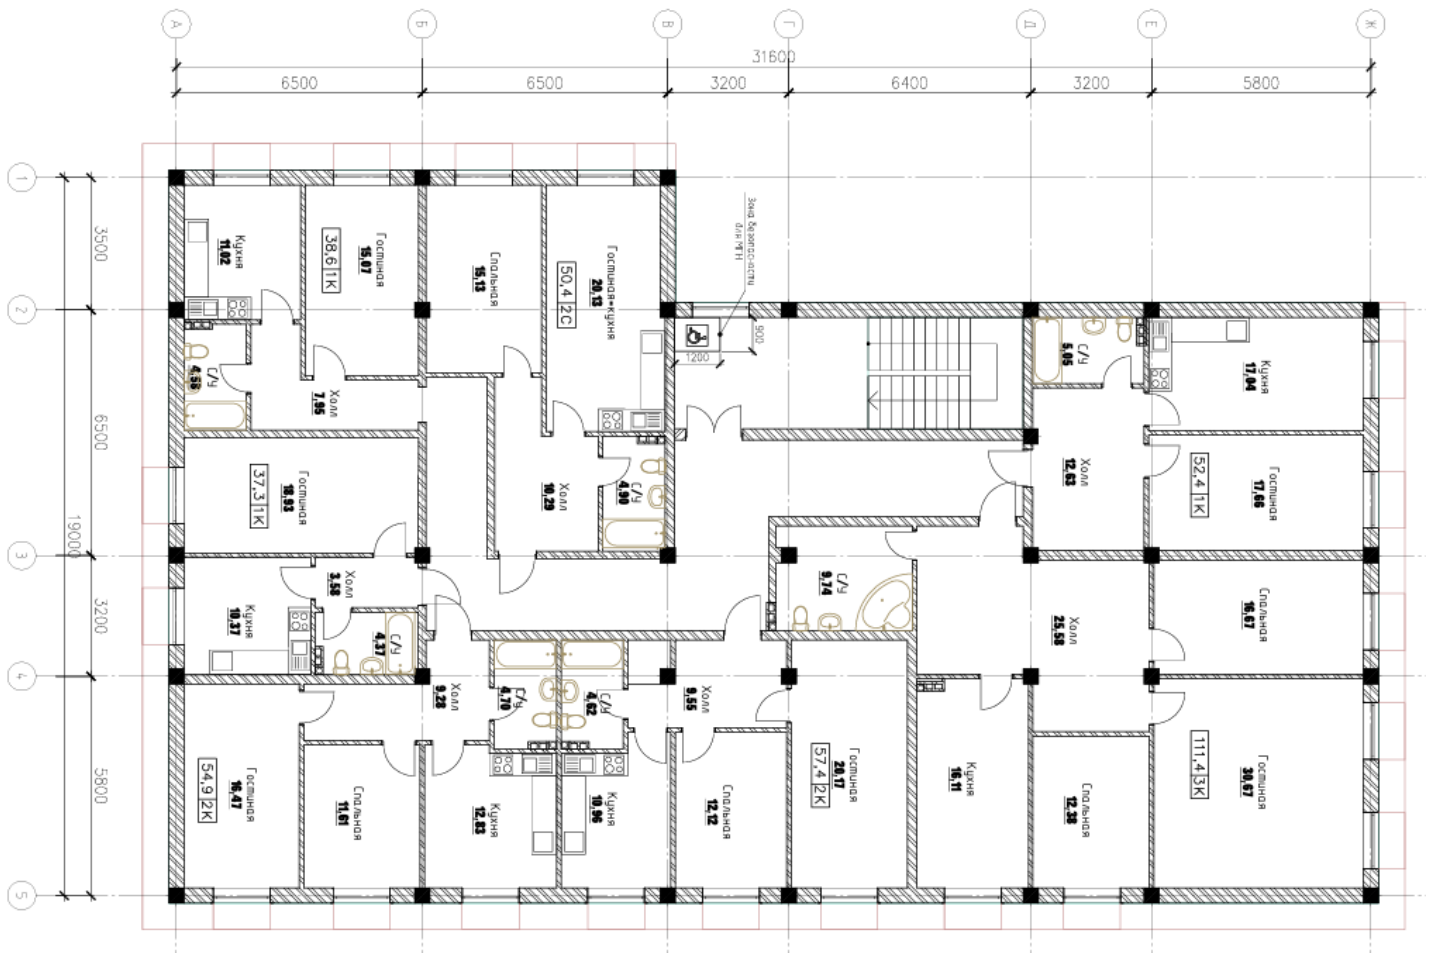 А
Б
В
Г
Д
Е
Ж
31600
6500
6500
3200
6400
3200
5800
1
2
3
4
5
3500
6500
3200
5800
19000
Кухня
11,02
38,6 1К
Гостиная
15,07
Спальная
15,13
50,4 2С
Гостиная-кухня
20,13
Зона безопасности
для МГН
900
1200
С/У
4,58
Холл
7,95
37,3 1К
Гостиная
18,93
Холл
10,29
С/У
4,90
С/У
5,05
Кухня
17,04
Холл
12,63
52,4 1К
Гостиная
17,66
Кухня
10,37
Холл
3,58
С/У
4,37
С/У
9,74
Холл
25,58
Спальная
16,67
Холл
9,28
С/У
4,70
С/У
4,62
Холл
9,55
54,9 2К
Гостиная
16,47
Спальная
11,61
Кухня
12,83
Кухня
10,96
Спальная
12,12
57,4 2К
Гостиная
20,17
Кухня
16,11
Спальная
12,38
111,4 3К
Гостиная
30,67